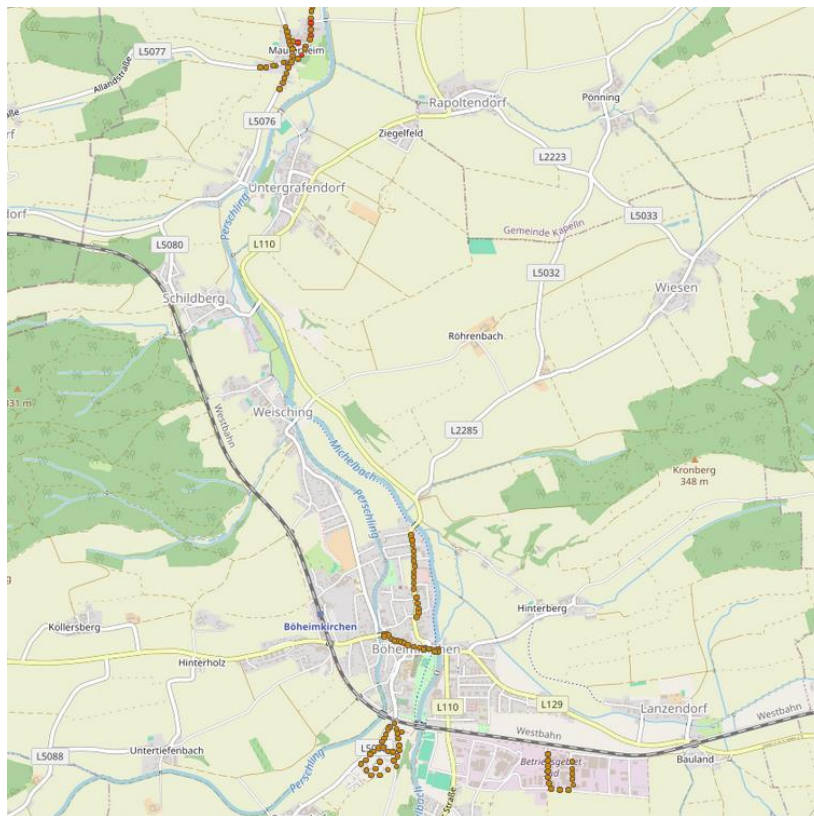 L5077
Allandstraße
L5076
Rapoltendorf
Pönning
Ziegelfeld
L2223
Untergrafendorf
Perschling
L5033
Gemeinde Kapelln
L5080
L110
L5032
Wiesen
Schildberg
Röhrenbach
Westbahn
Weisching
L2285
Michelbach
Kronberg
348 m
Perschling
Hinterberg
Böheimkirchen
Kollersberg
Hinterholz
L110
L129
Lanzendorf
Westbahn
Westbahn
L5088
Untertiefenbach
Bauland
Perschling